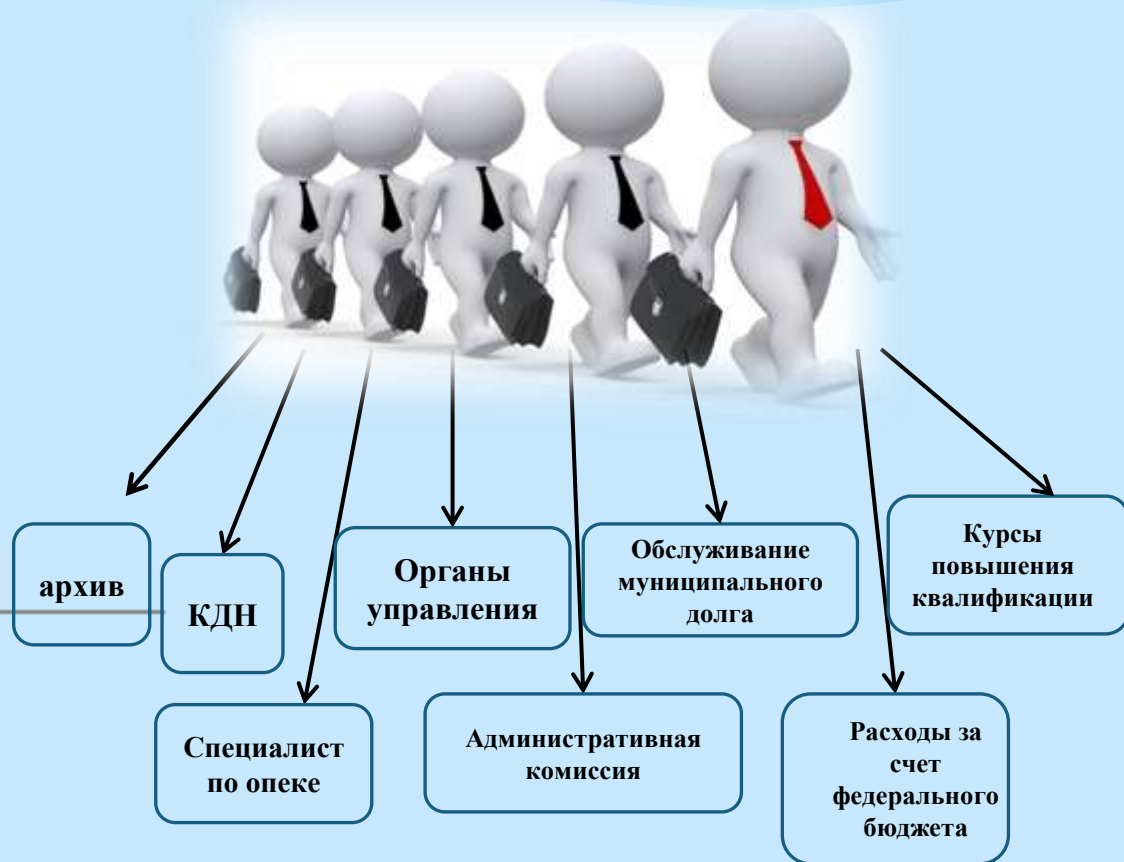 архив
КДН
Органы
управления
Обслуживание
муниципального
долга
Курсы
повышения
квалификации
Специалист
по опеке
Административная
комиссия
Расходы за
счет
федерального
бюджета